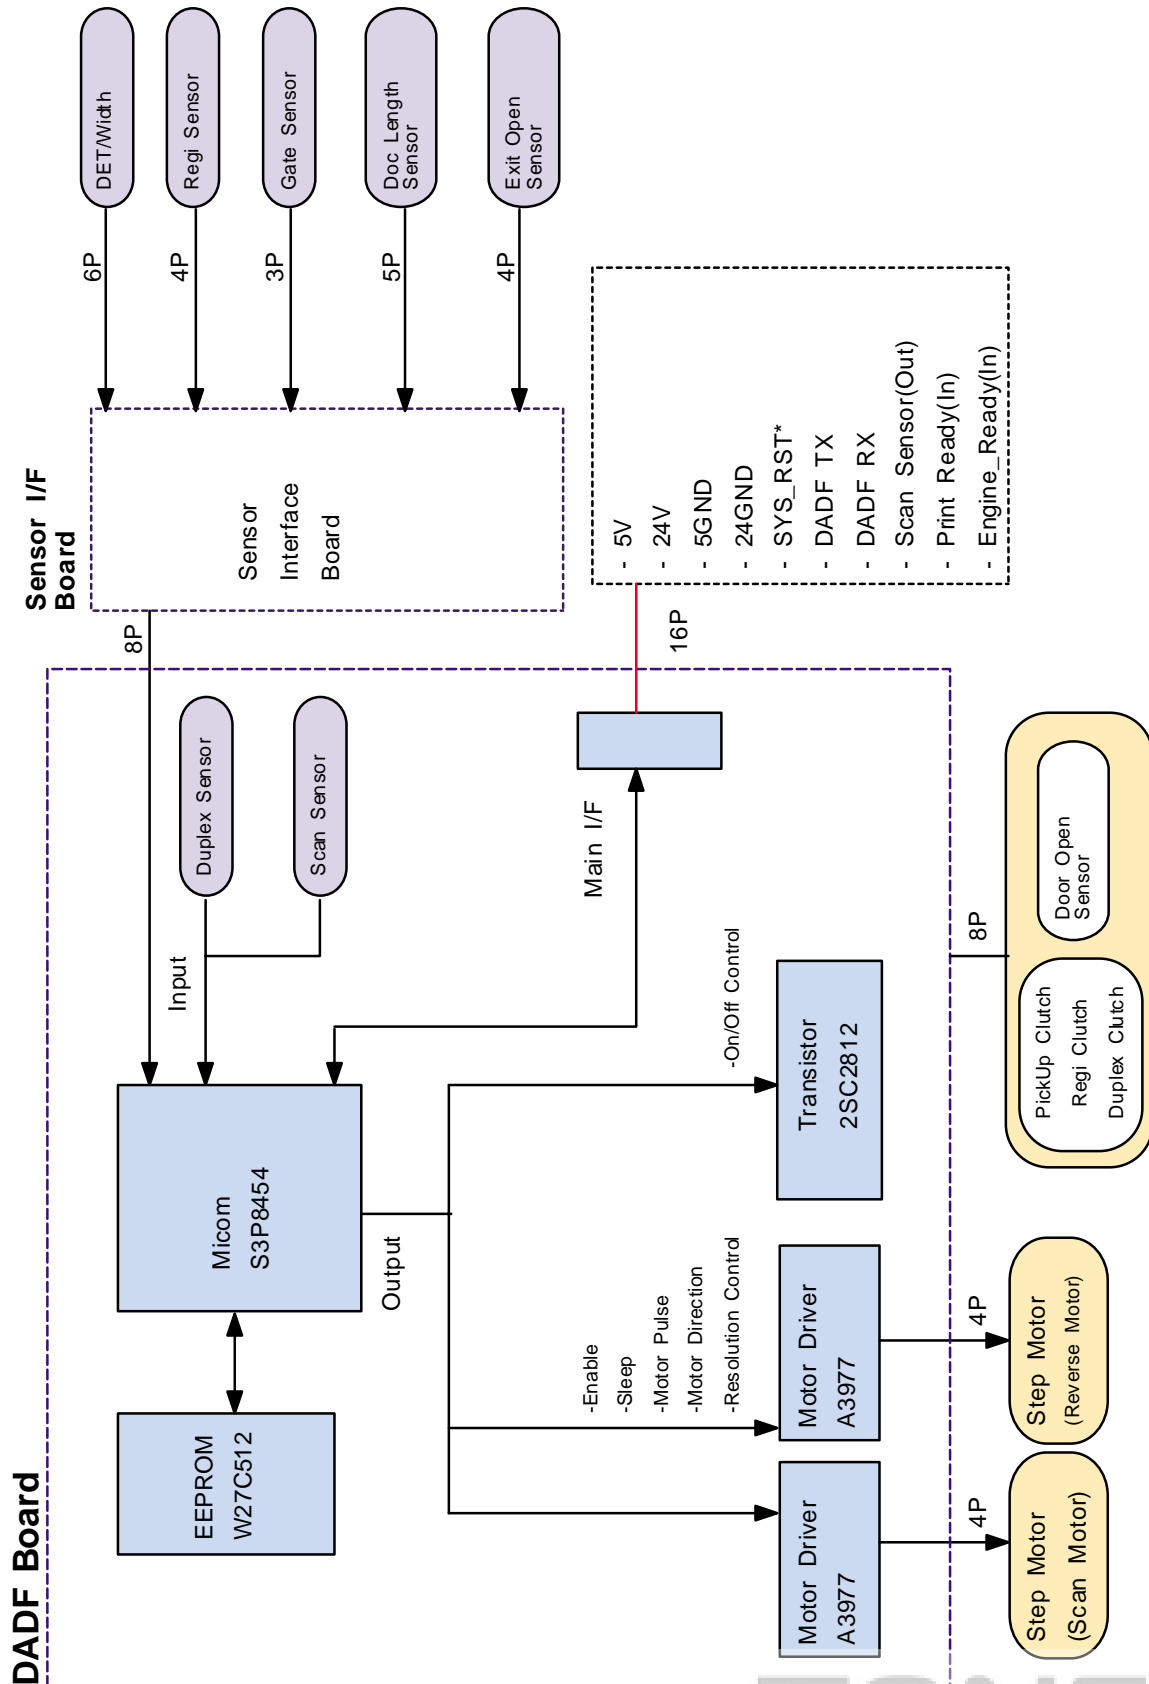 DADF Board
EEPROM
W27C512
Micom
S3P8454
Input
Duplex Sensor
Scan Sensor
8P
Sensor I/F
Board
Sensor
Interface
Board
6P
DET/Width
4P
Regi Sensor
3P
Gate Sensor
5P
Doc Length
Sensor
4P
Exit Open
Sensor
Output
Main I/F
16P
- 5V
- 24V
- 5GND
- 24GND
- SYS_RST*
- DADF TX
- DADF RX
- Scan Sensor(Out)
- Print Ready(In)
- Engine_Ready(In)
-Enable
-Sleep
-Motor Pulse
-Motor Direction
-Resolution Control
-On/Off Control
Motor Driver
A3977
Motor Driver
A3977
Transistor
2SC2812
4P
4P
8P
Step Motor
(Scan Motor)
Step Motor
(Reverse Motor)
PickUp Clutch
Regi Clutch
Duplex Clutch
Door Open
Sensor